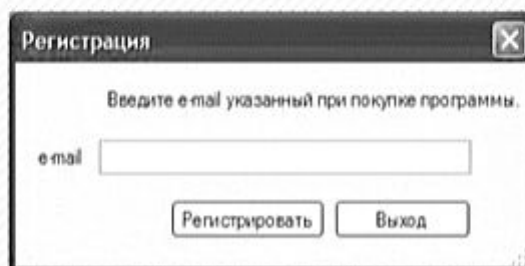 Регистрация
Введите e-mail указанный при покупке программы.
e-mail
Регистрировать Выход